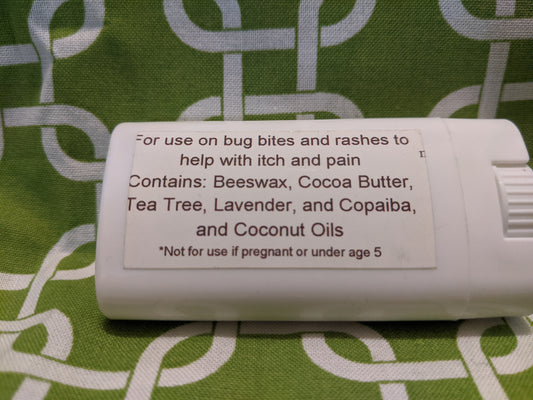 For use on bug bites and rashes to
help with itch and pain
Contains: Beeswax, Cocoa Butter,
Tea Tree, Lavender, and Copaiba,
and Coconut Oils
*Not for use if pregnant or under age 5